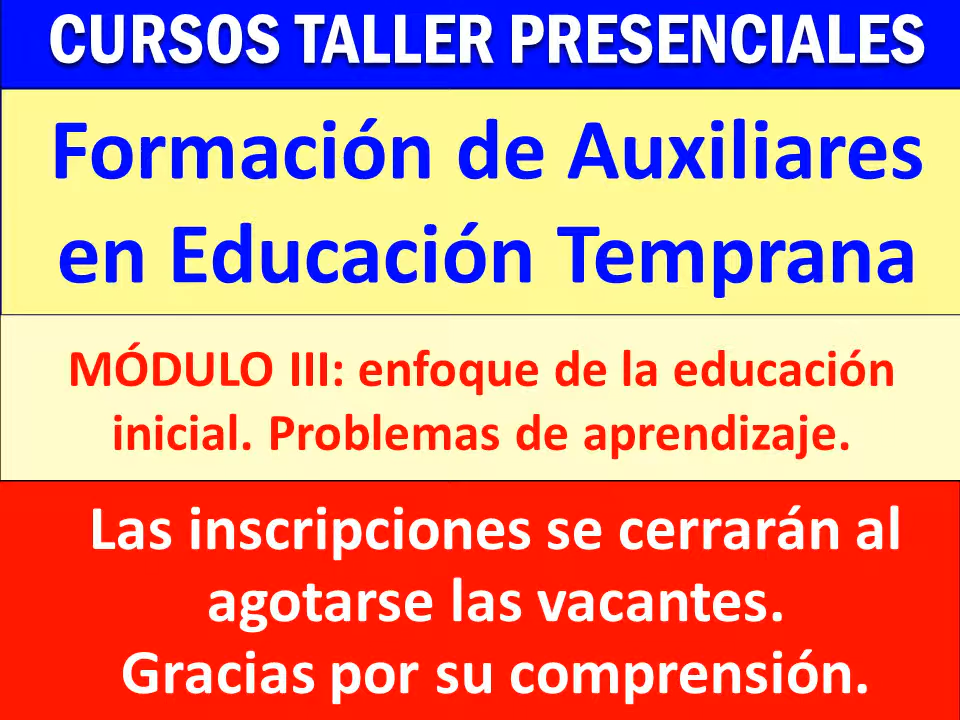 CURSOS TALLER PRESENCIALES
Formación de Auxiliares
en Educación Temprana
MÓDULO III: enfoque de la educación
inicial. Problemas de aprendizaje.
Las inscripciones se cerrarán al
agotarse las vacantes.
Gracias por su comprensión.